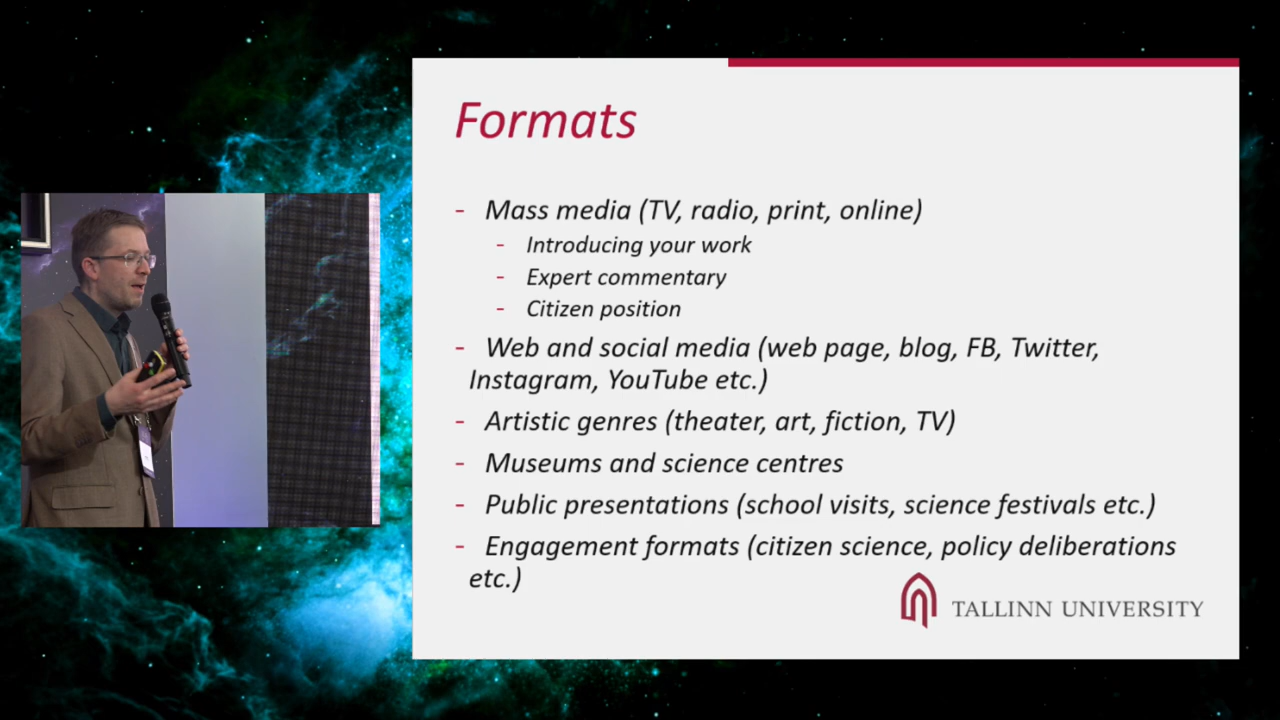 Formats
- Mass media (TV, radio, print, online)
- Introducing your work
- Expert commentary
- Citizen position
- Web and social media (web page, blog, FB, Twitter,
Instagram, YouTube etc.)
- Artistic genres (theater, art, fiction, TV)
- Museums and science centres
- Public presentations (school visits, science festivals etc.)
- Engagement formats (citizen science, policy deliberations
etc.)
TALLINN UNIVERSITY